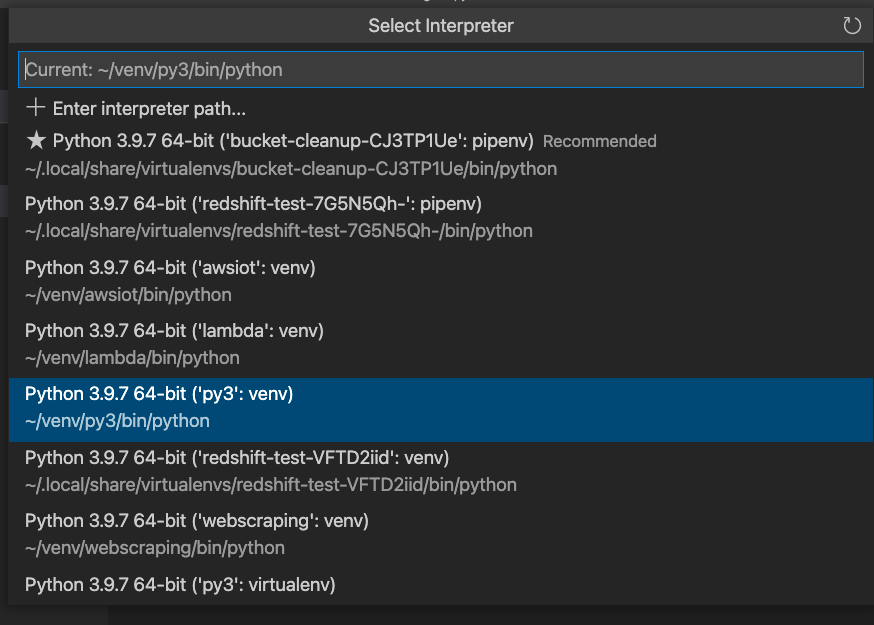 Select Interpreter
Current: ~/venv/py3/bin/python
+ Enter interpreter path...
★ Python 3.9.7 64-bit ('bucket-cleanup-CJ3TP1Ue': pipenv) Recommended
~/.local/share/virtualenvs/bucket-cleanup-CJ3TP1Ue/bin/python
Python 3.9.7 64-bit ('redshift-test-7G5N5Qh-': pipenv)
~/.local/share/virtualenvs/redshift-test-7G5N5Qh-/bin/python
Python 3.9.7 64-bit ('awsiot': venv)
~/venv/awsiot/bin/python
Python 3.9.7 64-bit ('lambda': venv)
~/venv/lambda/bin/python
Python 3.9.7 64-bit ('py3': venv)
~/venv/py3/bin/python
Python 3.9.7 64-bit ('redshift-test-VFTD2iid': venv)
~/.local/share/virtualenvs/redshift-test-VFTD2iid/bin/python
Python 3.9.7 64-bit ('webscraping': venv)
~/venv/webscraping/bin/python
Python 3.9.7 64-bit ('py3': virtualenv)